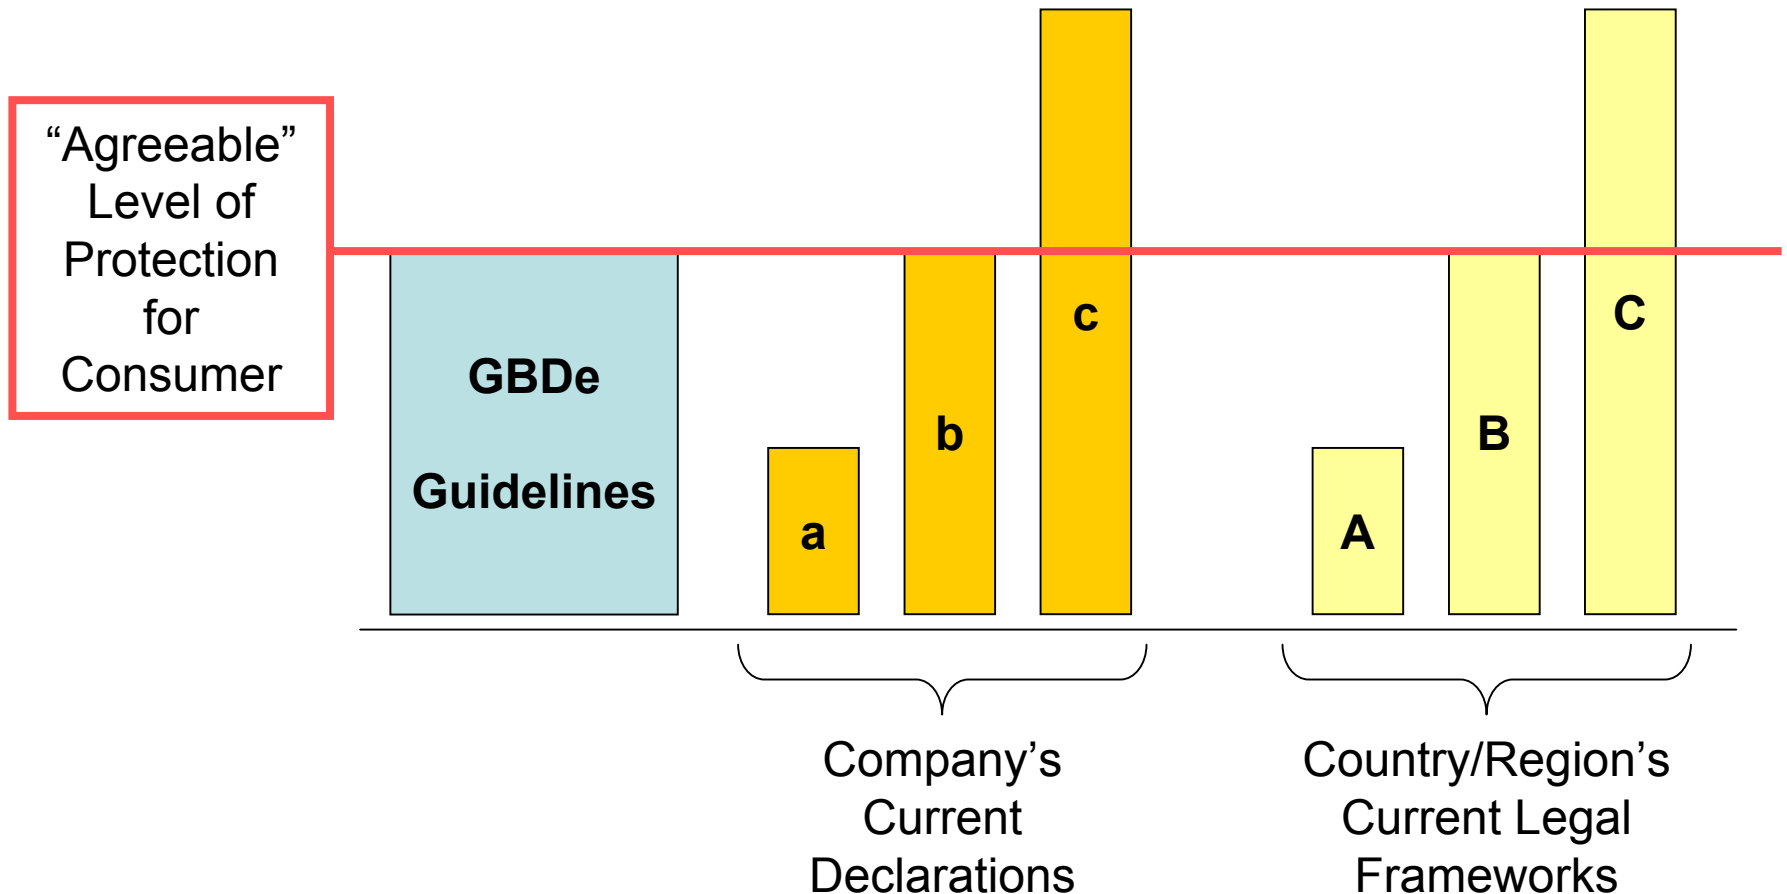 “Agreeable”
Level of
Protection
for
Consumer
GBDe
Guidelines
a
b
c
A
B
C
Company’s
Current
Declarations
Country/Region’s
Current Legal
Frameworks